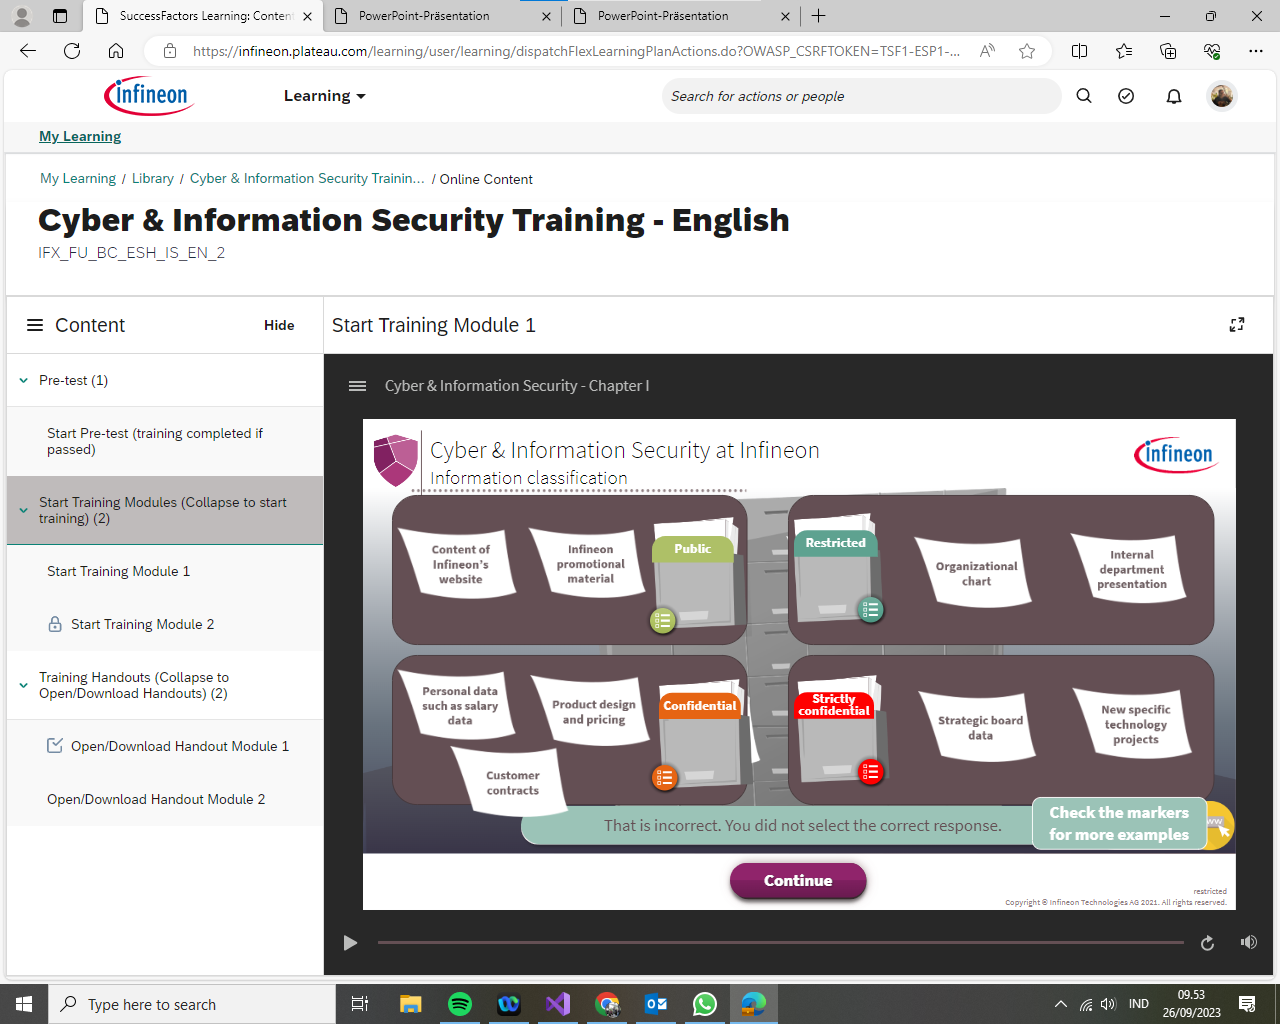 SuccessFactors Learning: Content
PowerPoint-Präsentation
PowerPoint-Präsentation
https://infineon.plateau.com/learning/user/learning/dispatchFlexLearningPlanActions.do?OWASP_CSRFTOKEN=TSF1-ESP1-...
infineon
Learning
Search for actions or people
My Learning
My Learning / Library / Cyber & Information Security Trainin... / Online Content
Cyber & Information Security Training - English
IFX_FU_BC_ESH_IS_EN_2
Content
Hide
Start Training Module 1
Pre-test (1)
Start Pre-test (training completed if
passed)
Start Training Modules (Collapse to start
training) (2)
Start Training Module 1
Start Training Module 2
Training Handouts (Collapse to
Open/Download Handouts) (2)
Open/Download Handout Module 1
Open/Download Handout Module 2
Cyber & Information Security - Chapter I
Cyber & Information Security at Infineon
Information classification
infineon
Content of
Infineon's
website
Infineon
promotional
material
Public
Restricted
Organizational
chart
Internal
department
presentation
Personal data
such as salary
data
Product design
and pricing
Confidential
Customer
contracts
Strictly
confidential
Strategic board
data
New specific
technology
projects
That is incorrect. You did not select the correct response.
Check the markers
for more examples
Continue
restricted
Copyright © Infineon Technologies AG 2021. All rights reserved.
Type here to search
IND
09.53
26/09/2023